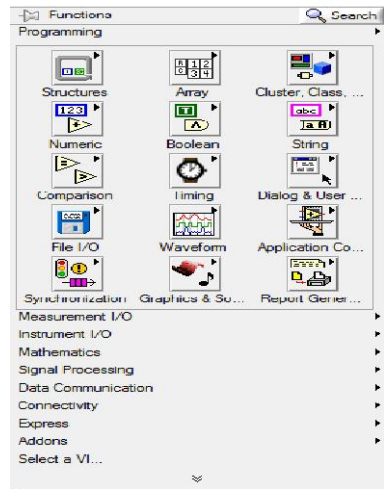 Functions Search
Programming
Structures Array Cluster, Class, ...
Numeric Boolean String
Comparison Timing Dialog & User ...
File I/O Waveform Application Co...
Synchronization Graphics & So... Report Gener...
Measurement I/O
Instrument I/O
Mathematics
Signal Processing
Data Communication
Connectivity
Express
Addons
Select a VI...